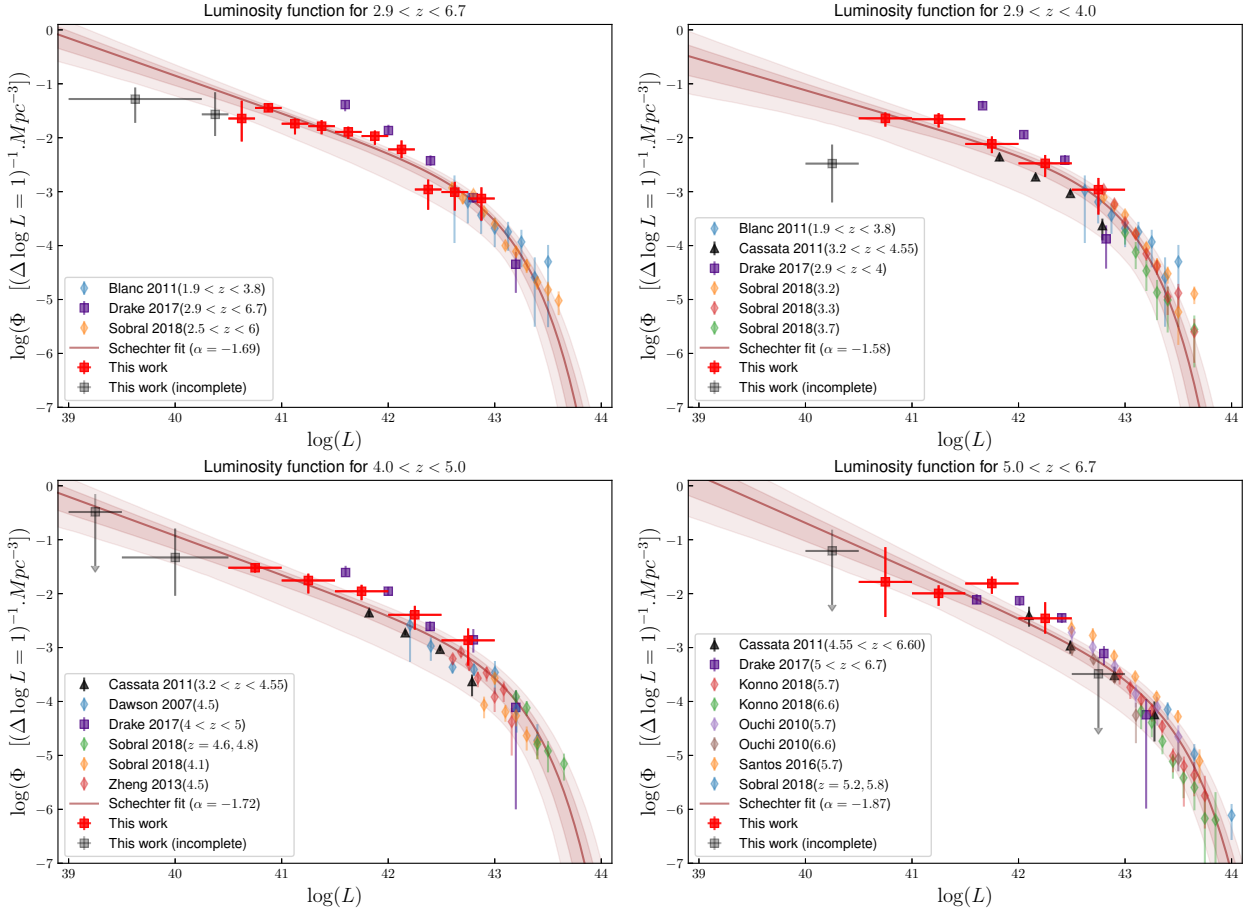 Luminosity function for 2.9 < z < 6.7
0
−1
−2
−3
−4
−5
−6
−7
log(Φ [(Δ log L = 1)⁻¹.Mpc⁻³])
Blanc 2011(1.9 < z < 3.8)
Drake 2017(2.9 < z < 6.7)
Sobral 2018(2.5 < z < 6)
Schechter fit (α = −1.69)
This work
This work (incomplete)
39 40 41 42 43 44
log(L)
Luminosity function for 2.9 < z < 4.0
0
−1
−2
−3
−4
−5
−6
−7
log(Φ [(Δ log L = 1)⁻¹.Mpc⁻³])
Blanc 2011(1.9 < z < 3.8)
Cassata 2011(3.2 < z < 4.55)
Drake 2017(2.9 < z < 4)
Sobral 2018(3.2)
Sobral 2018(3.3)
Sobral 2018(3.7)
Schechter fit (α = −1.58)
This work
This work (incomplete)
39 40 41 42 43 44
log(L)
Luminosity function for 4.0 < z < 5.0
0
−1
−2
−3
−4
−5
−6
−7
log(Φ [(Δ log L = 1)⁻¹.Mpc⁻³])
Cassata 2011(3.2 < z < 4.55)
Dawson 2007(4.5)
Drake 2017(4 < z < 5)
Sobral 2018(z = 4.6, 4.8)
Sobral 2018(4.1)
Zheng 2013(4.5)
Schechter fit (α = −1.72)
This work
This work (incomplete)
39 40 41 42 43 44
log(L)
Luminosity function for 5.0 < z < 6.7
0
−1
−2
−3
−4
−5
−6
−7
log(Φ [(Δ log L = 1)⁻¹.Mpc⁻³])
Cassata 2011(4.55 < z < 6.60)
Drake 2017(5 < z < 6.7)
Konno 2018(5.7)
Konno 2018(6.6)
Ouchi 2010(5.7)
Ouchi 2010(6.6)
Santos 2016(5.7)
Sobral 2018(z = 5.2, 5.8)
Schechter fit (α = −1.87)
This work
This work (incomplete)
39 40 41 42 43 44
log(L)